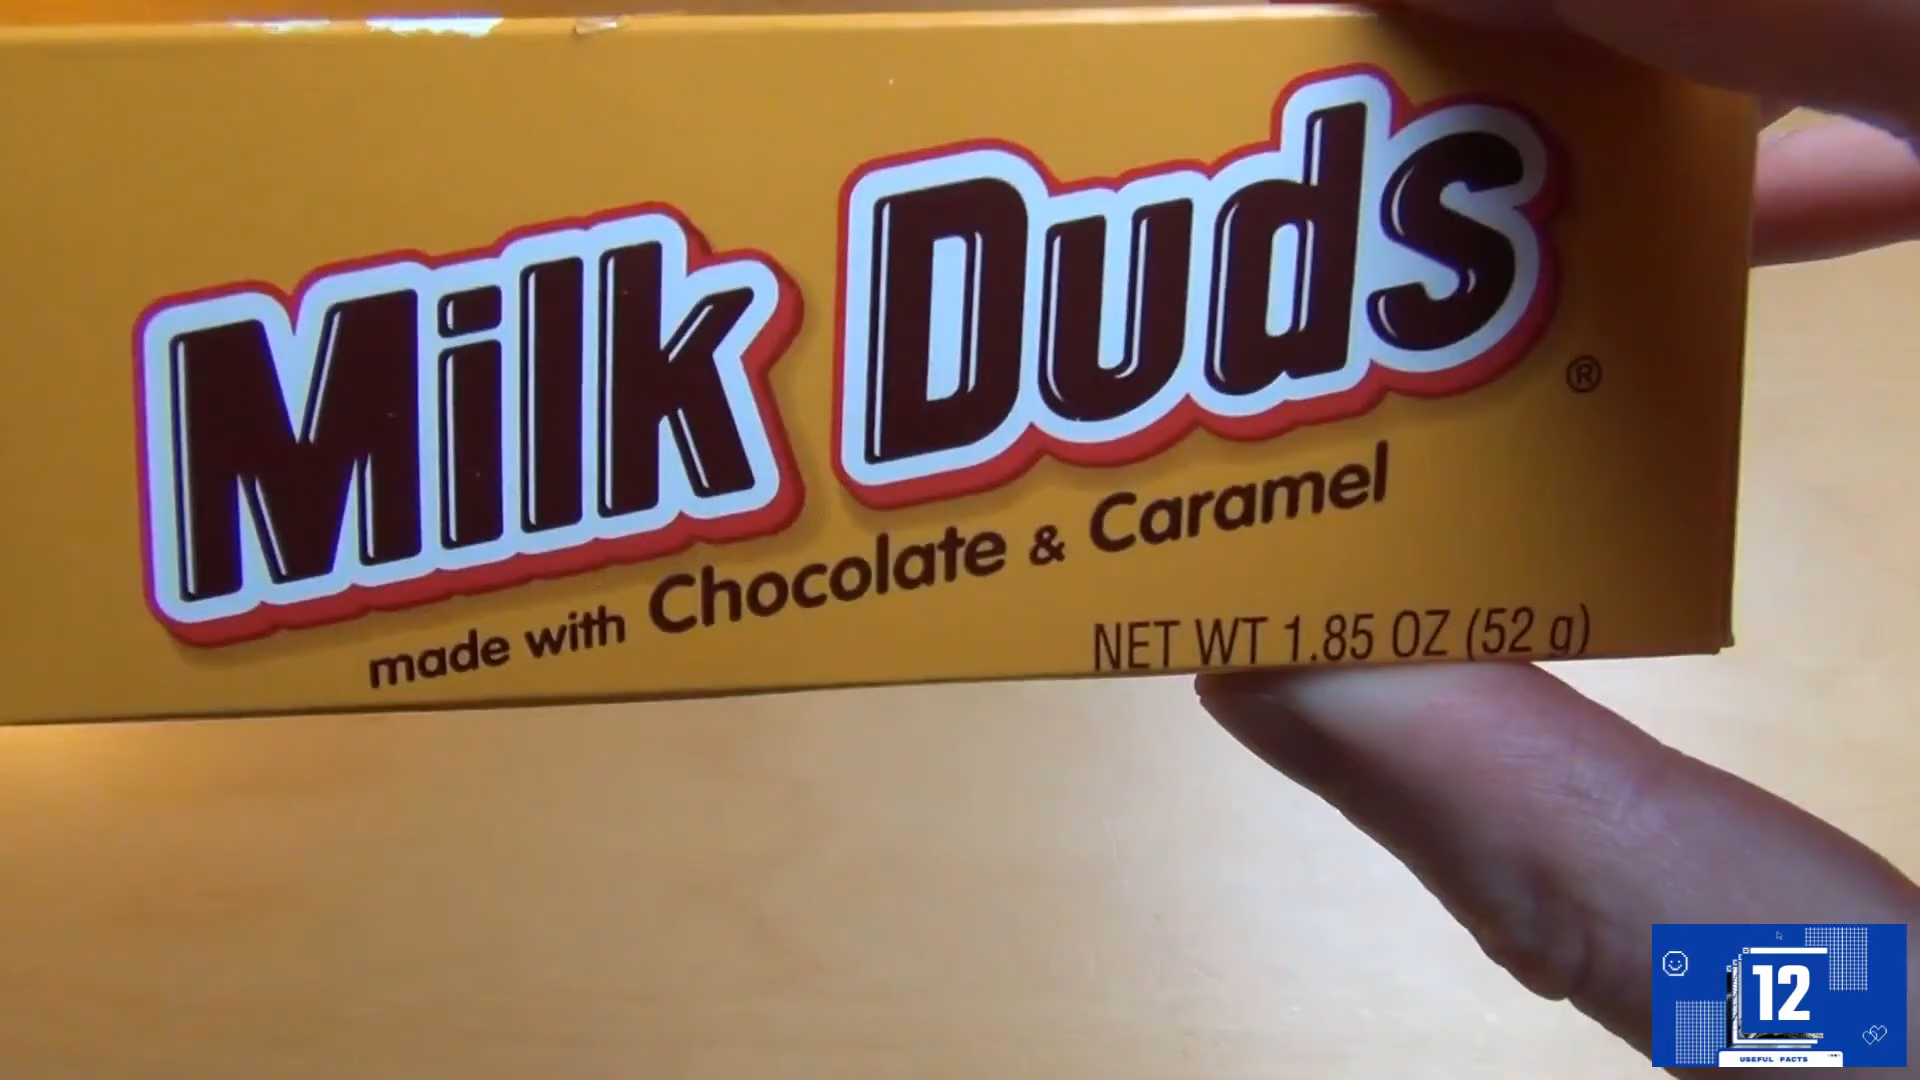 Milk Duds
®
made with Chocolate & Caramel
NET WT 1.85 OZ (52 g)
12
USEFUL FACTS